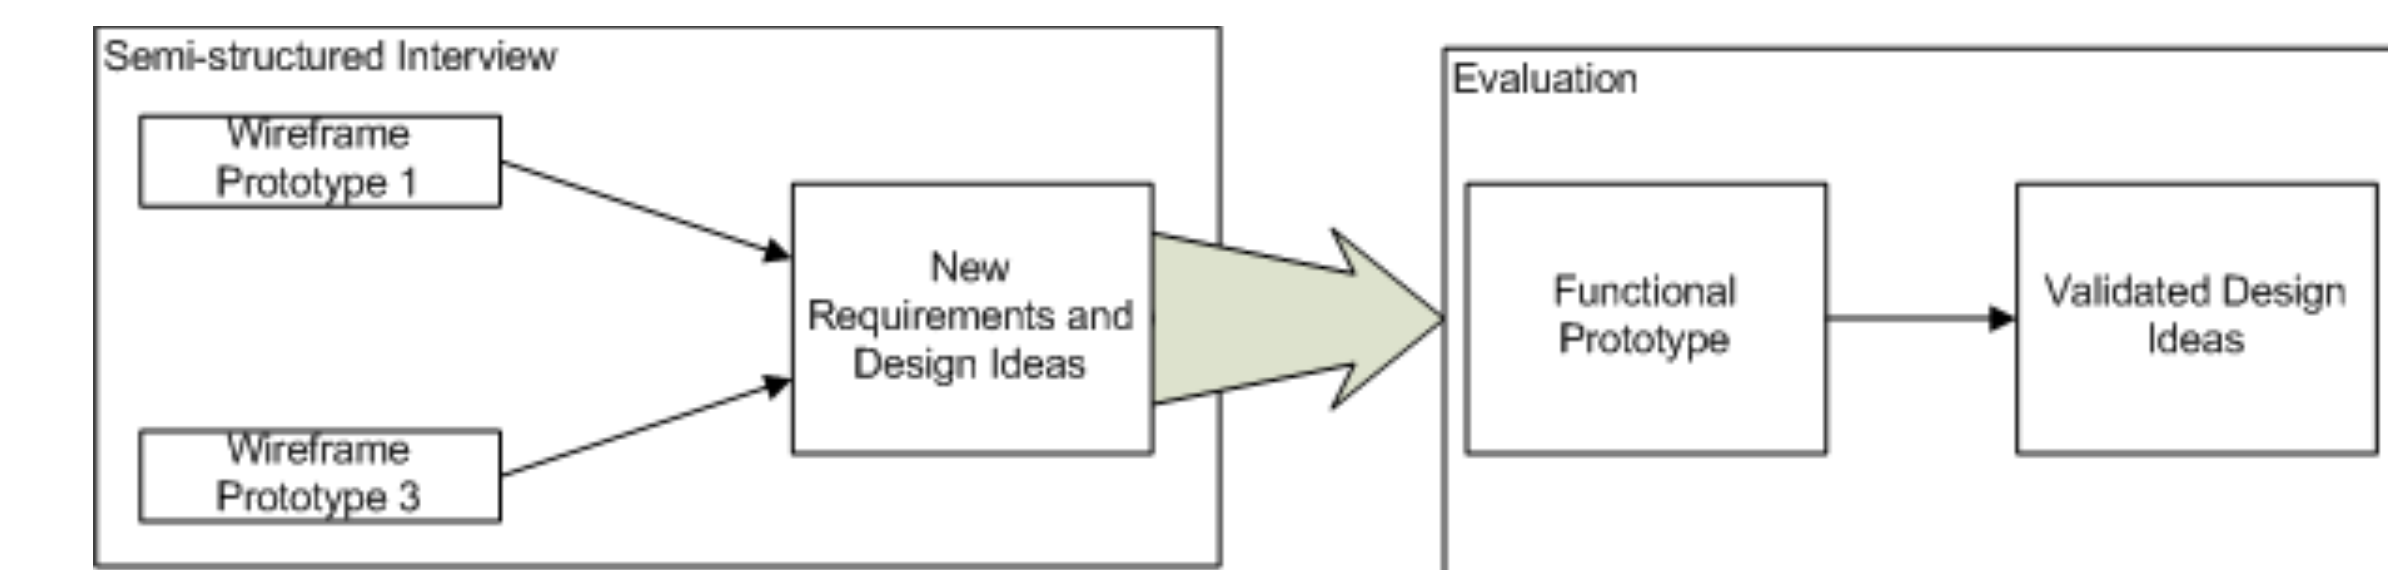 Semi-structured Interview
Wireframe
Prototype 1
Wireframe
Prototype 3
New
Requirements and
Design Ideas
Evaluation
Functional
Prototype
Validated Design
Ideas